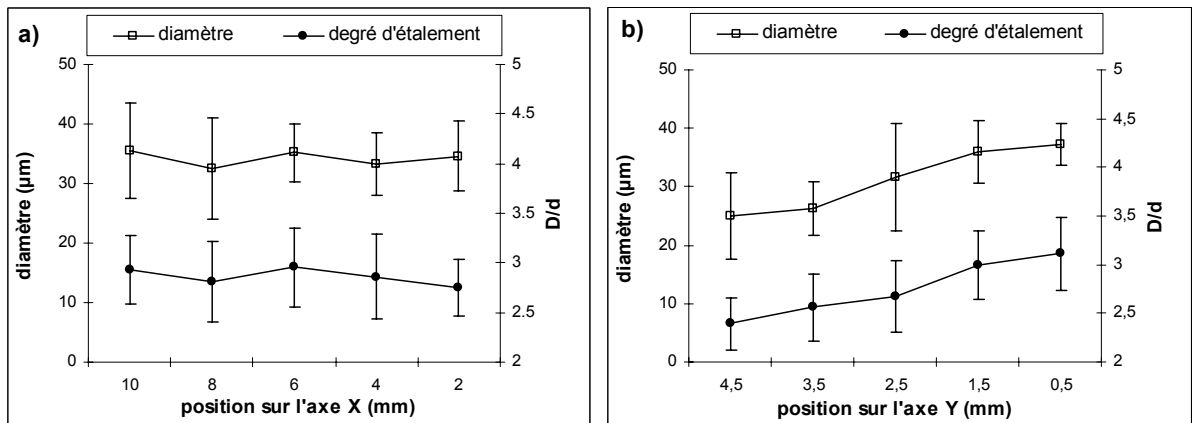 a)
diamètre
degré d'étalement
50
40
30
20
10
0
diamètre (µm)
5
4.5
4
3.5
3
2.5
2
D/d
10 8 6 4 2
position sur l'axe X (mm)
b)
diamètre
degré d'étalement
50
40
30
20
10
0
diamètre (µm)
5
4,5
4
3,5
3
2,5
2
D/d
4,5 3,5 2,5 1,5 0,5
position sur l'axe Y (mm)